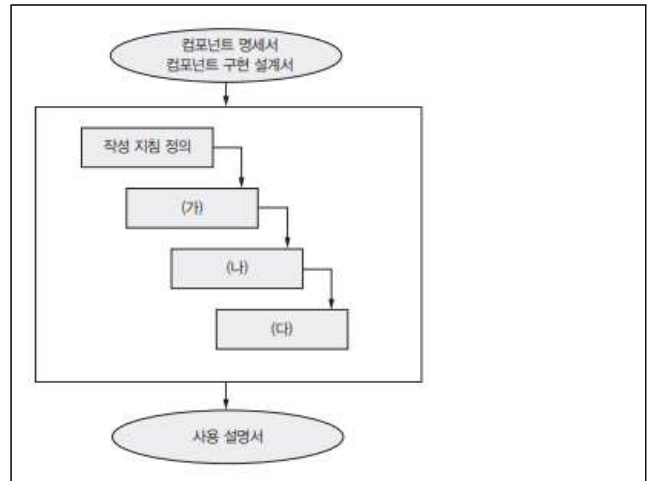 컴포넌트 명세서
컴포넌트 구현 설계서
작성 지침 정의
(가)
(나)
(다)
사용 설명서